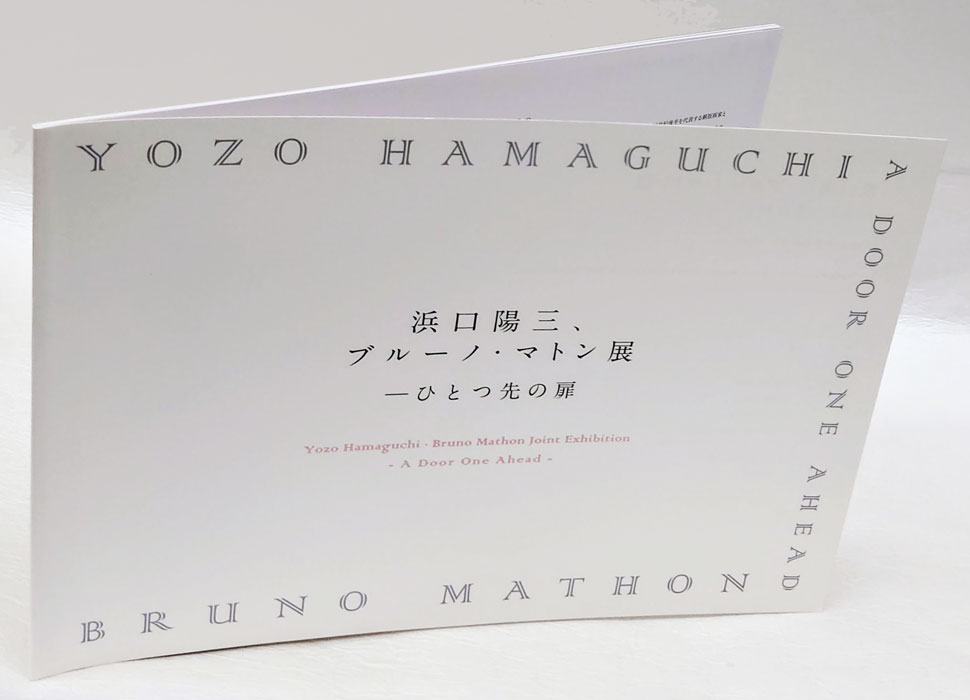 YOZO HAMAGUCHI
A DOOR ONE AHEAD
浜口陽三、
ブルーノ・マトン展
―ひとつ先の扉
Yozo Hamaguchi · Bruno Mathon Joint Exhibition
- A Door One Ahead -
BRUNO MATHON